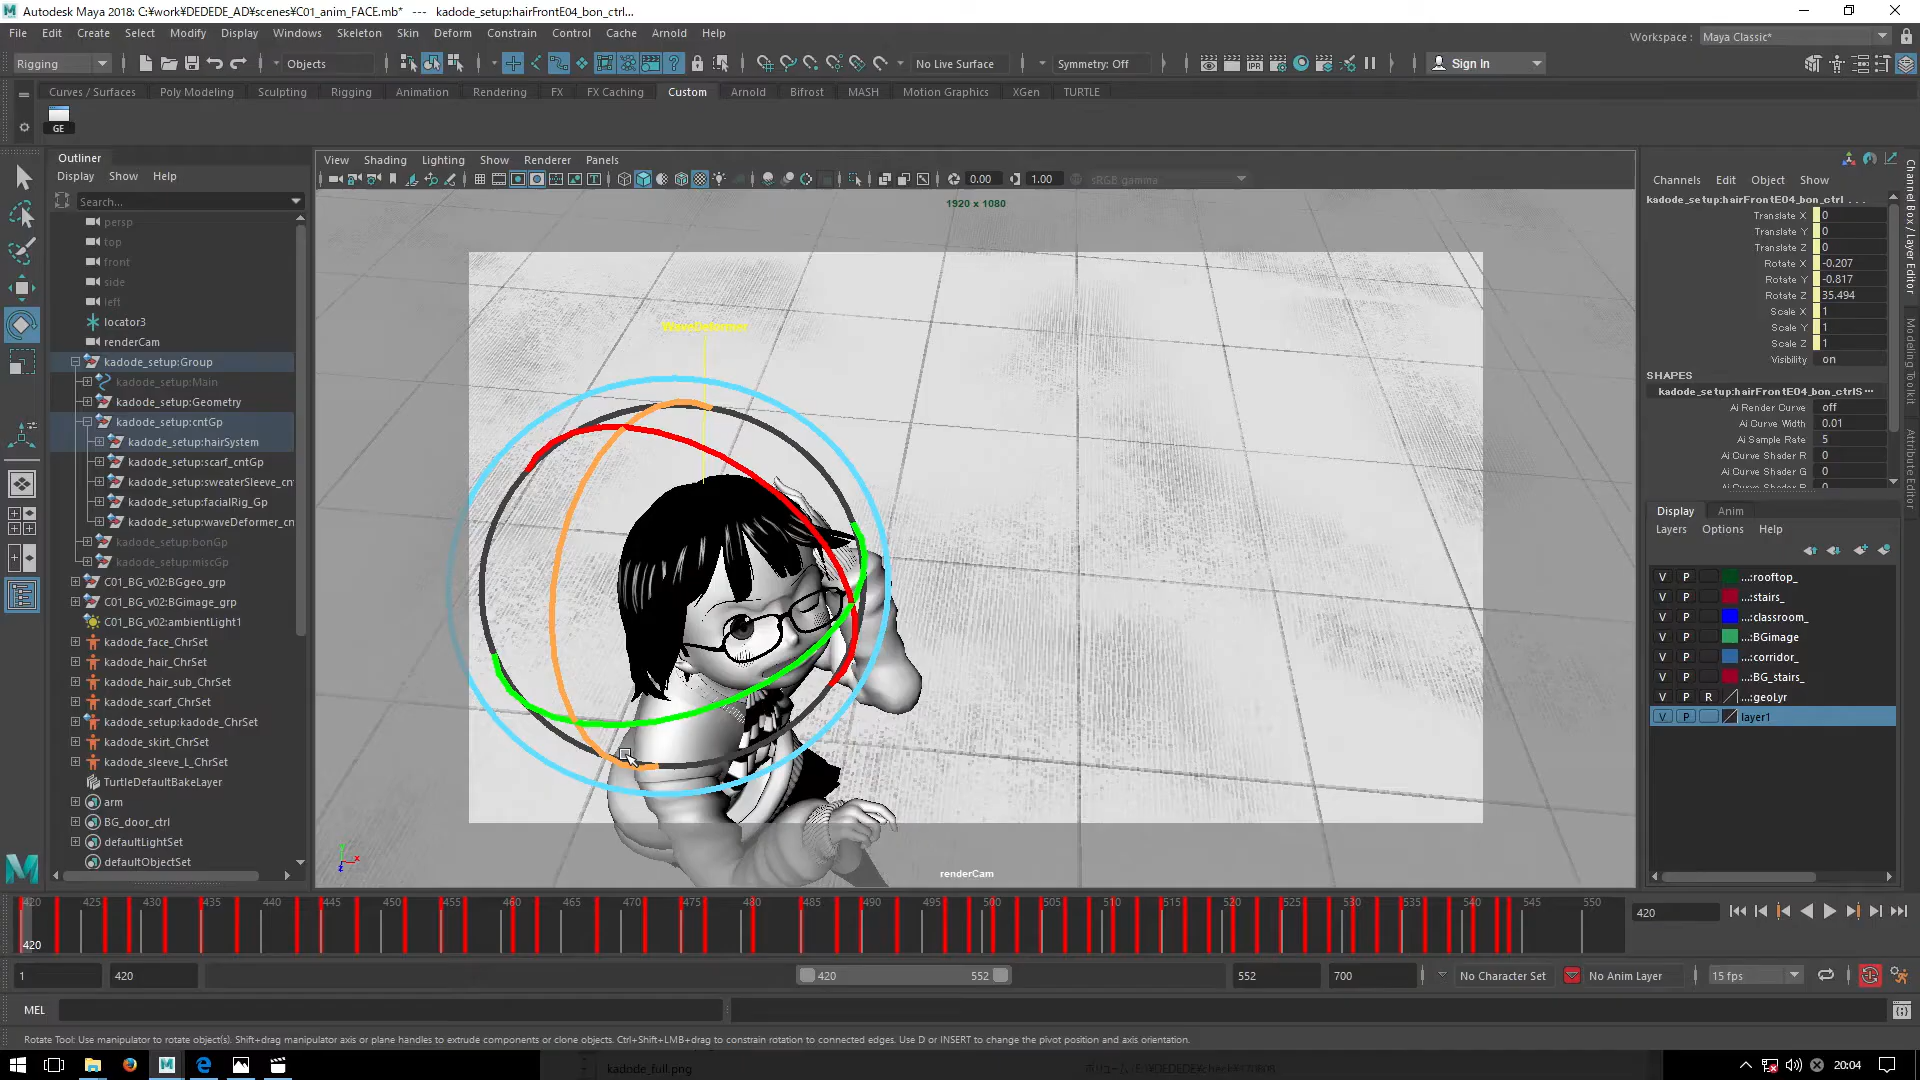 Autodesk Maya 2018: C:¥work¥DEDEDE_AD¥scenes¥C01_anim_FACE.mb* --- kadode_setup:hairFrontE04_bon_ctrl...
File Edit Create Select Modify Display Windows Skeleton Skin Deform Constrain Control Cache Arnold Help
Workspace : Maya Classic*
Rigging Objects No Live Surface Symmetry: Off Sign In
Curves / Surfaces Poly Modeling Sculpting Rigging Animation Rendering FX FX Caching Custom Arnold Bifrost MASH Motion Graphics XGen TURTLE
GE
Outliner
Display Show Help
Search...
persp
top
front
side
left
locator3
renderCam
kadode_setup:Group
kadode_setup:Main
kadode_setup:Geometry
kadode_setup:cntGp
kadode_setup:hairSystem
kadode_setup:scarf_cntGp
kadode_setup:sweaterSleeve_cn
kadode_setup:facialRig_Gp
kadode_setup:waveDeformer_cn
kadode_setup:bonGp
kadode_setup:miscGp
C01_BG_v02:BGgeo_grp
C01_BG_v02:BGimage_grp
C01_BG_v02:ambientLight1
kadode_face_ChrSet
kadode_hair_ChrSet
kadode_hair_sub_ChrSet
kadode_scarf_ChrSet
kadode_setup:kadode_ChrSet
kadode_skirt_ChrSet
kadode_sleeve_L_ChrSet
TurtleDefaultBakeLayer
arm
BG_door_ctrl
defaultLightSet
defaultObjectSet
View Shading Lighting Show Renderer Panels
0.00 1.00 sRGB gamma
1920 x 1080
WaveDeformer
renderCam
Channels Edit Object Show
kadode_setup:hairFrontE04_bon_ctrl ...
Translate X 0
Translate Y 0
Translate Z 0
Rotate X -0.207
Rotate Y -0.817
Rotate Z 35.494
Scale X 1
Scale Y 1
Scale Z 1
Visibility on
SHAPES
kadode_setup:hairFrontE04_bon_ctrlS ...
Ai Render Curve off
Ai Curve Width 0.01
Ai Sample Rate 5
Ai Curve Shader R 0
Ai Curve Shader G 0
Ai Curve Shader B 0
Channel Box / Layer Editor
Modeling Toolkit
Attribute Editor
Display Anim
Layers Options Help
V P ...:rooftop_
V P ...:stairs_
V P ...:classroom_
V P ...:BGimage
V P ...:corridor_
V P ...:BG_stairs_
V P R ...:geoLyr
V P layer1
420 425 430 435 440 445 450 455 460 465 470 475 480 485 490 495 500 505 510 515 520 525 530 535 540 545 550
420
420
1 420 420 552 552 700 No Character Set No Anim Layer 15 fps
MEL
Rotate Tool: Use manipulator to rotate object(s). Shift+drag manipulator axis or plane handles to extrude components or clone objects. Ctrl+Shift+LMB+drag to constrain rotation to connected edges. Use D or INSERT to change the pivot position and axis orientation.
kadode_full.png
20:04